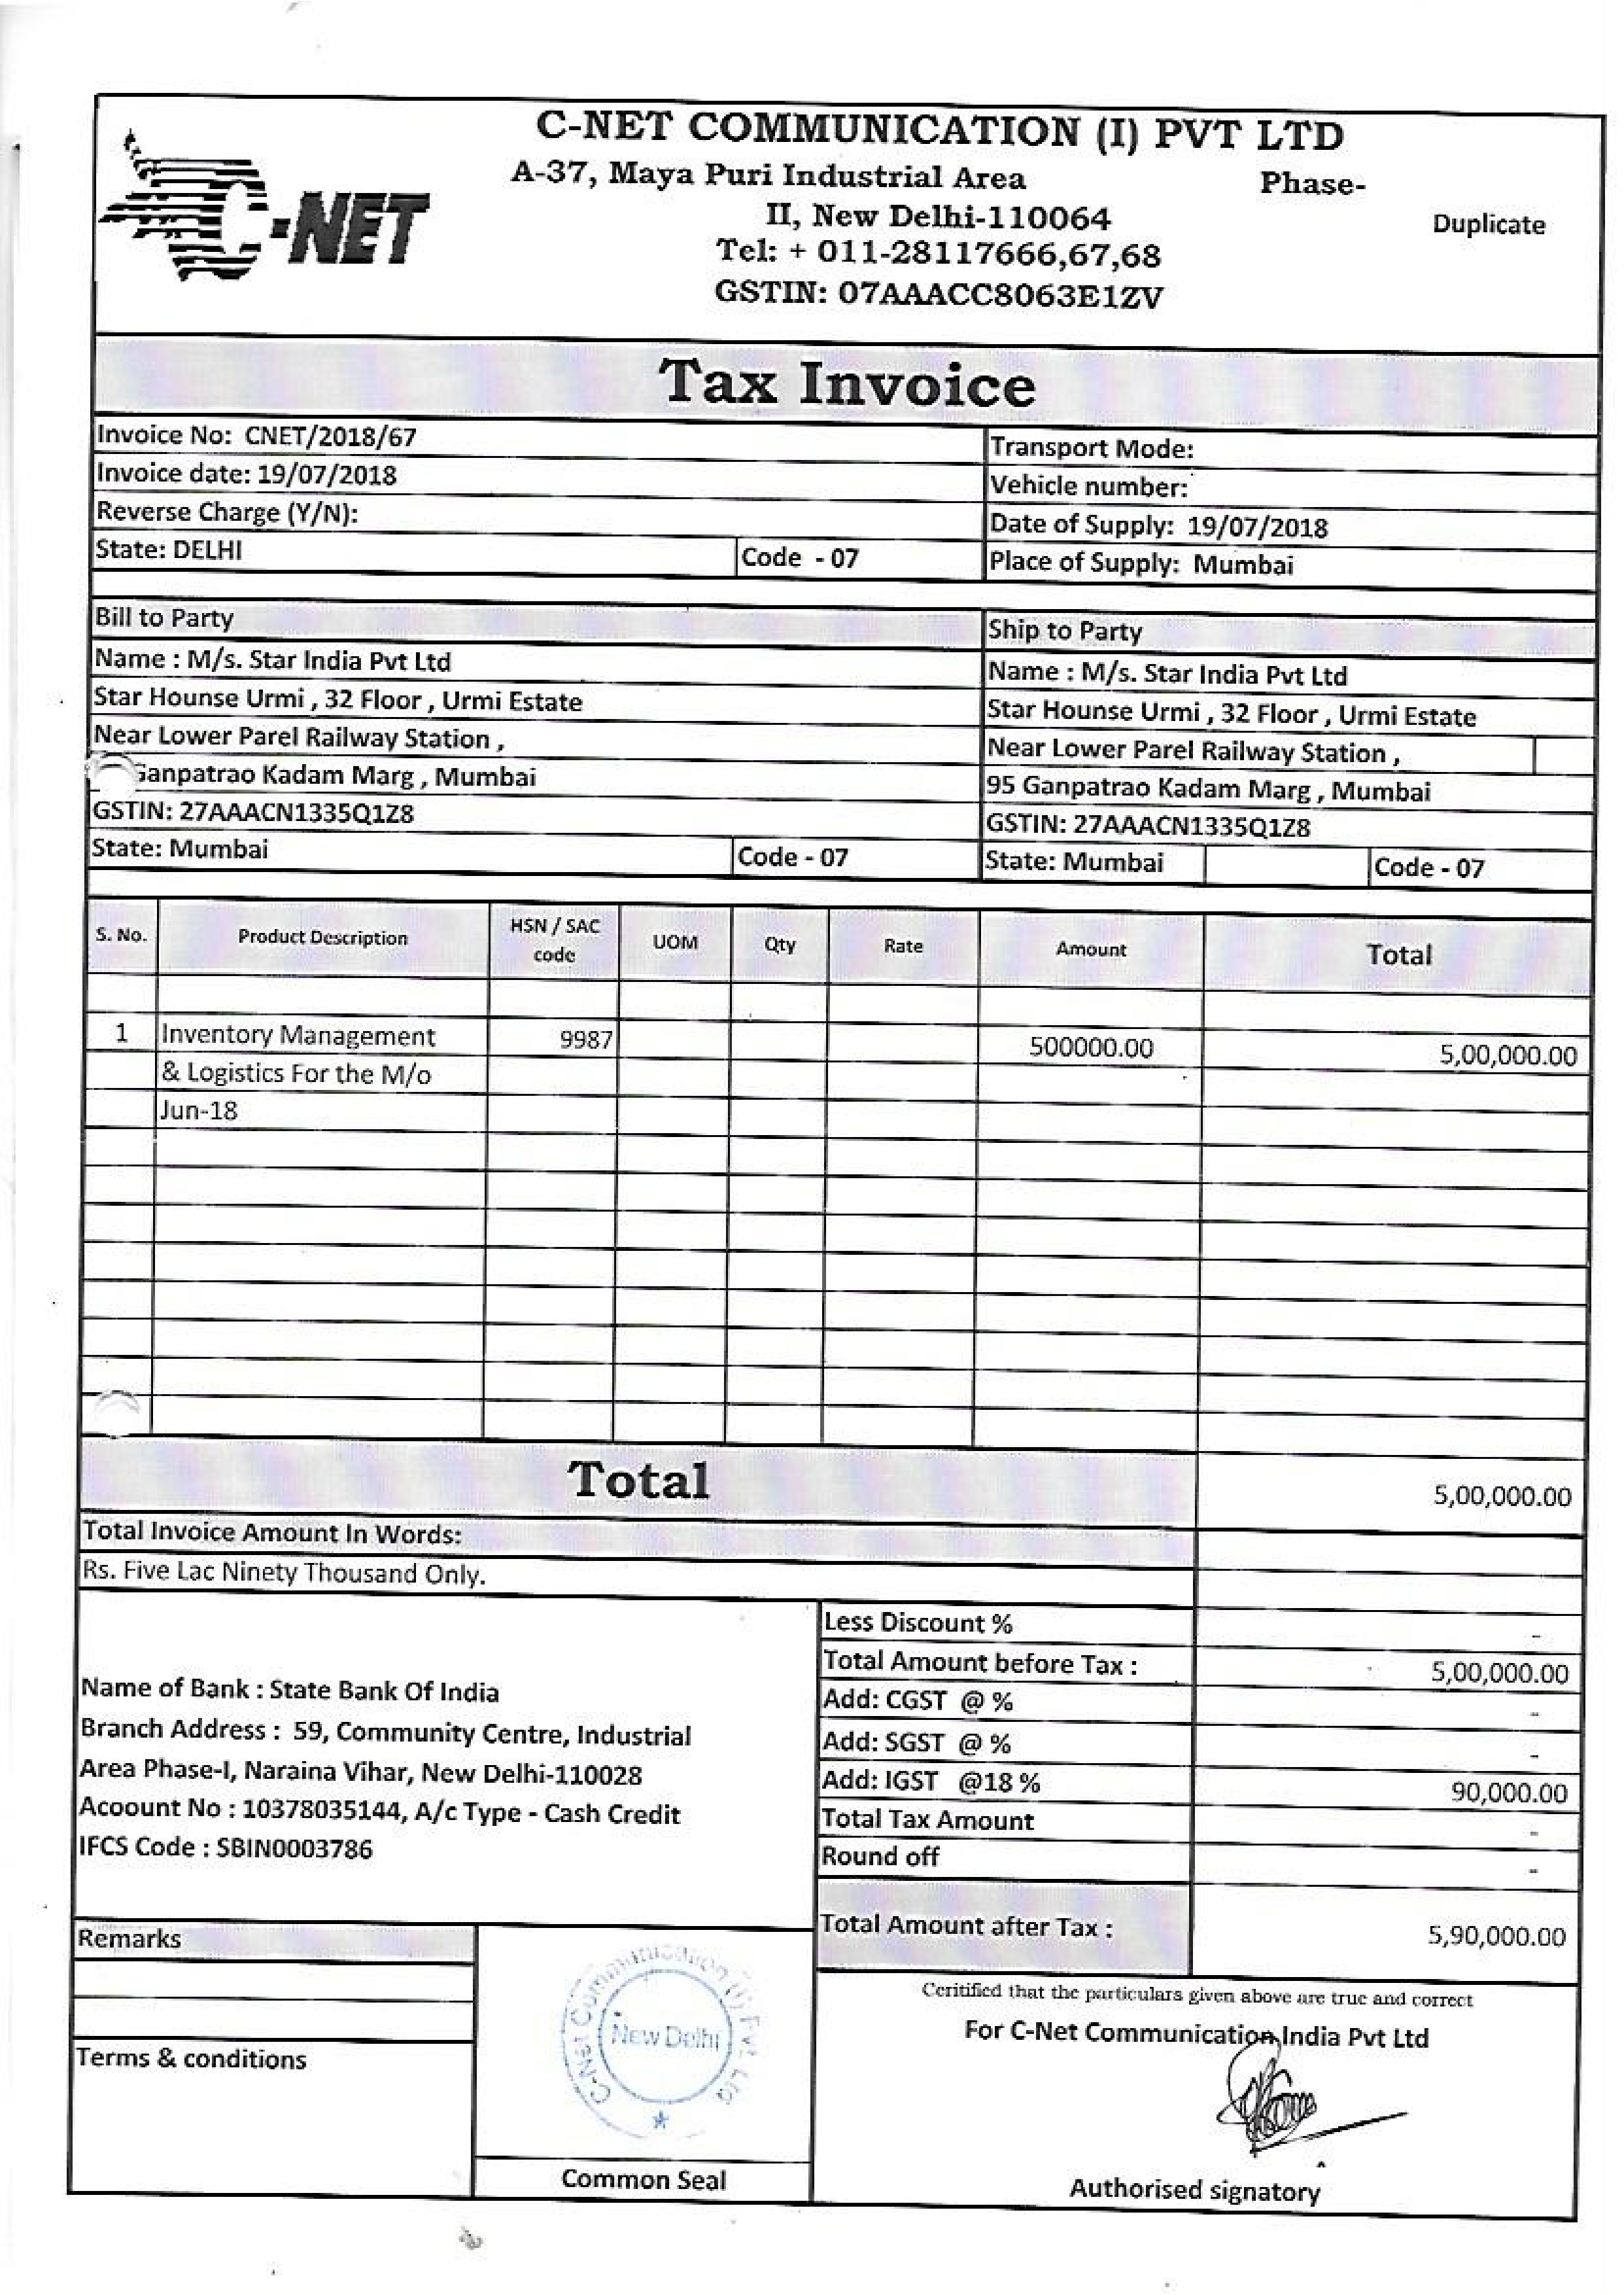 C-NET
C-NET COMMUNICATION (I) PVT LTD
A-37, Maya Puri Industrial Area Phase-
II, New Delhi-110064
Duplicate
Tel: + 011-28117666,67,68
GSTIN: 07AAACC8063E1ZV
Tax Invoice
Invoice No: CNET/2018/67
Transport Mode:
Invoice date: 19/07/2018
Vehicle number:
Reverse Charge (Y/N):
Date of Supply: 19/07/2018
State: DELHI Code - 07
Place of Supply: Mumbai
Bill to Party
Name : M/s. Star India Pvt Ltd
Star Hounse Urmi , 32 Floor , Urmi Estate
Near Lower Parel Railway Station ,
Ganpatrao Kadam Marg , Mumbai
GSTIN: 27AAACN1335Q1Z8
State: Mumbai Code - 07
Ship to Party
Name : M/s. Star India Pvt Ltd
Star Hounse Urmi , 32 Floor , Urmi Estate
Near Lower Parel Railway Station ,
95 Ganpatrao Kadam Marg , Mumbai
GSTIN: 27AAACN1335Q1Z8
State: Mumbai Code - 07
S. No. Product Description HSN / SAC code UOM Qty Rate Amount Total
1 Inventory Management 9987 500000.00 5,00,000.00
& Logistics For the M/o
Jun-18
Total 5,00,000.00
Total Invoice Amount In Words:
Rs. Five Lac Ninety Thousand Only.
Name of Bank : State Bank Of India
Branch Address : 59, Community Centre, Industrial
Area Phase-I, Naraina Vihar, New Delhi-110028
Acoount No : 10378035144, A/c Type - Cash Credit
IFCS Code : SBIN0003786
Less Discount % -
Total Amount before Tax : 5,00,000.00
Add: CGST @ % -
Add: SGST @ % -
Add: IGST @18 % 90,000.00
Total Tax Amount -
Round off -
Total Amount after Tax : 5,90,000.00
Remarks
Terms & conditions
C-Net Communication (I) Pvt Ltd
New Delhi
Common Seal
Ceritified that the particulars given above are true and correct
For C-Net Communication India Pvt Ltd
Authorised signatory